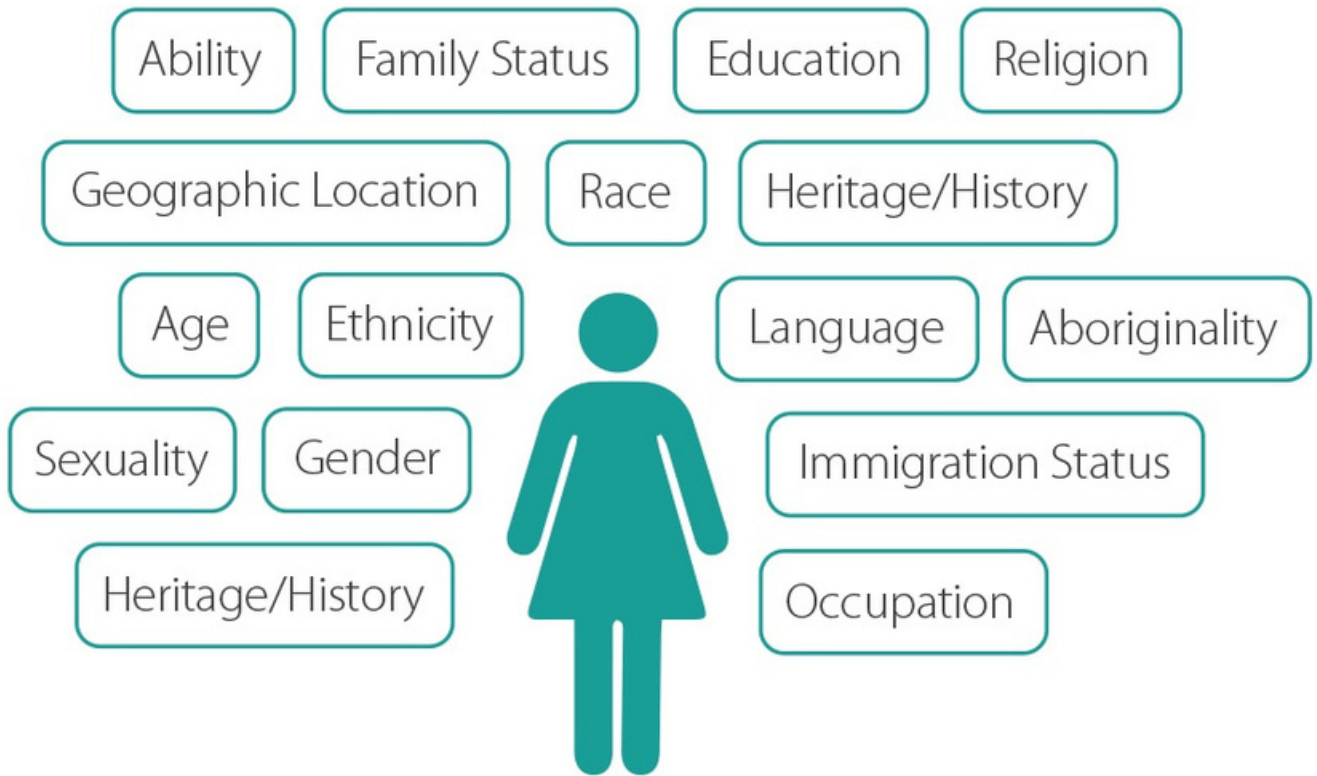 Ability Family Status Education Religion
Geographic Location Race Heritage/History
Age Ethnicity Language Aboriginality
Sexuality Gender Immigration Status
Heritage/History Occupation